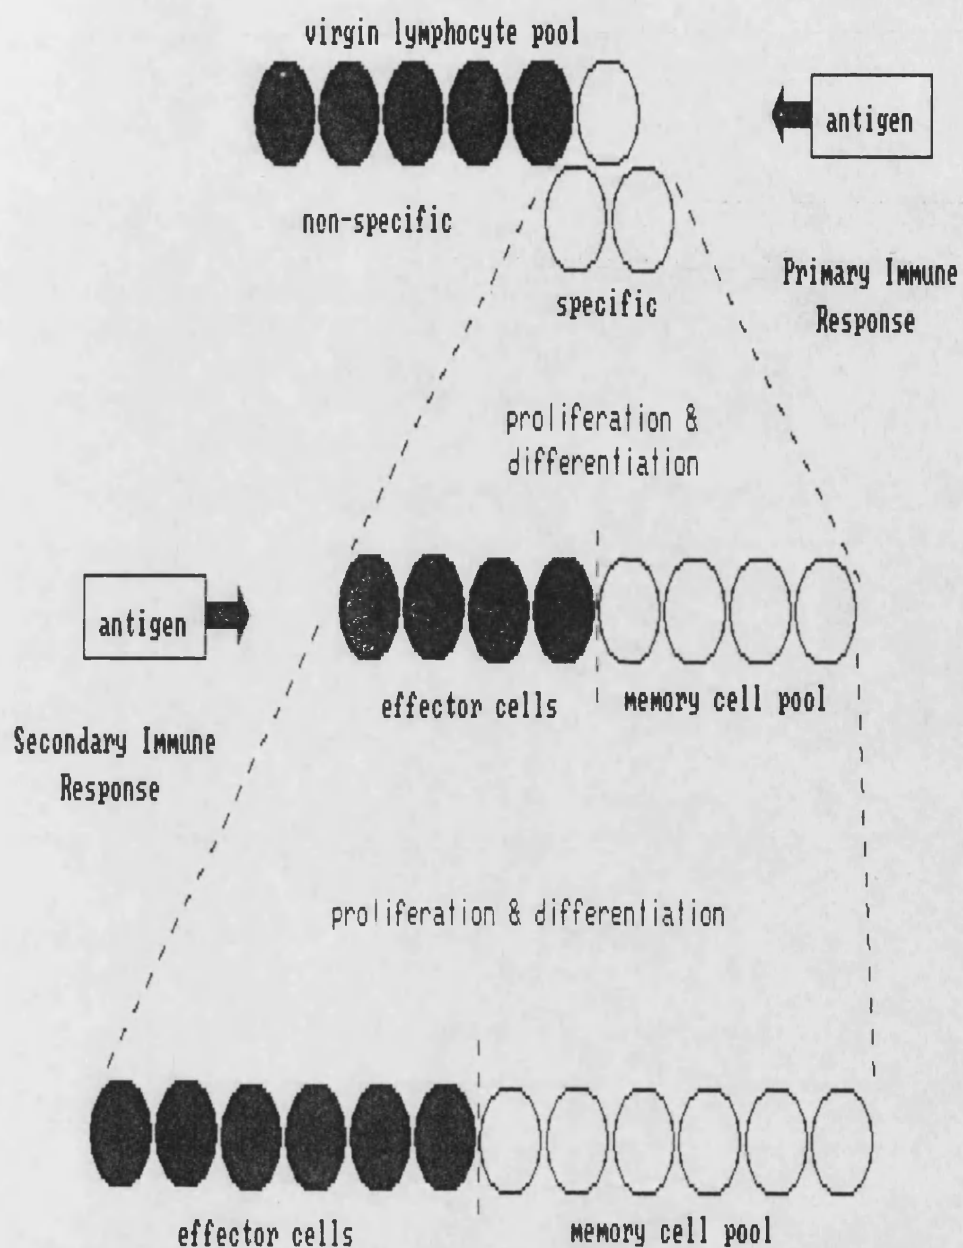 virgin lymphocyte pool
antigen
non-specific
specific
Primary Immune
Response
proliferation &
differentiation
antigen
effector cells
memory cell pool
Secondary Immune
Response
proliferation & differentiation
effector cells
memory cell pool